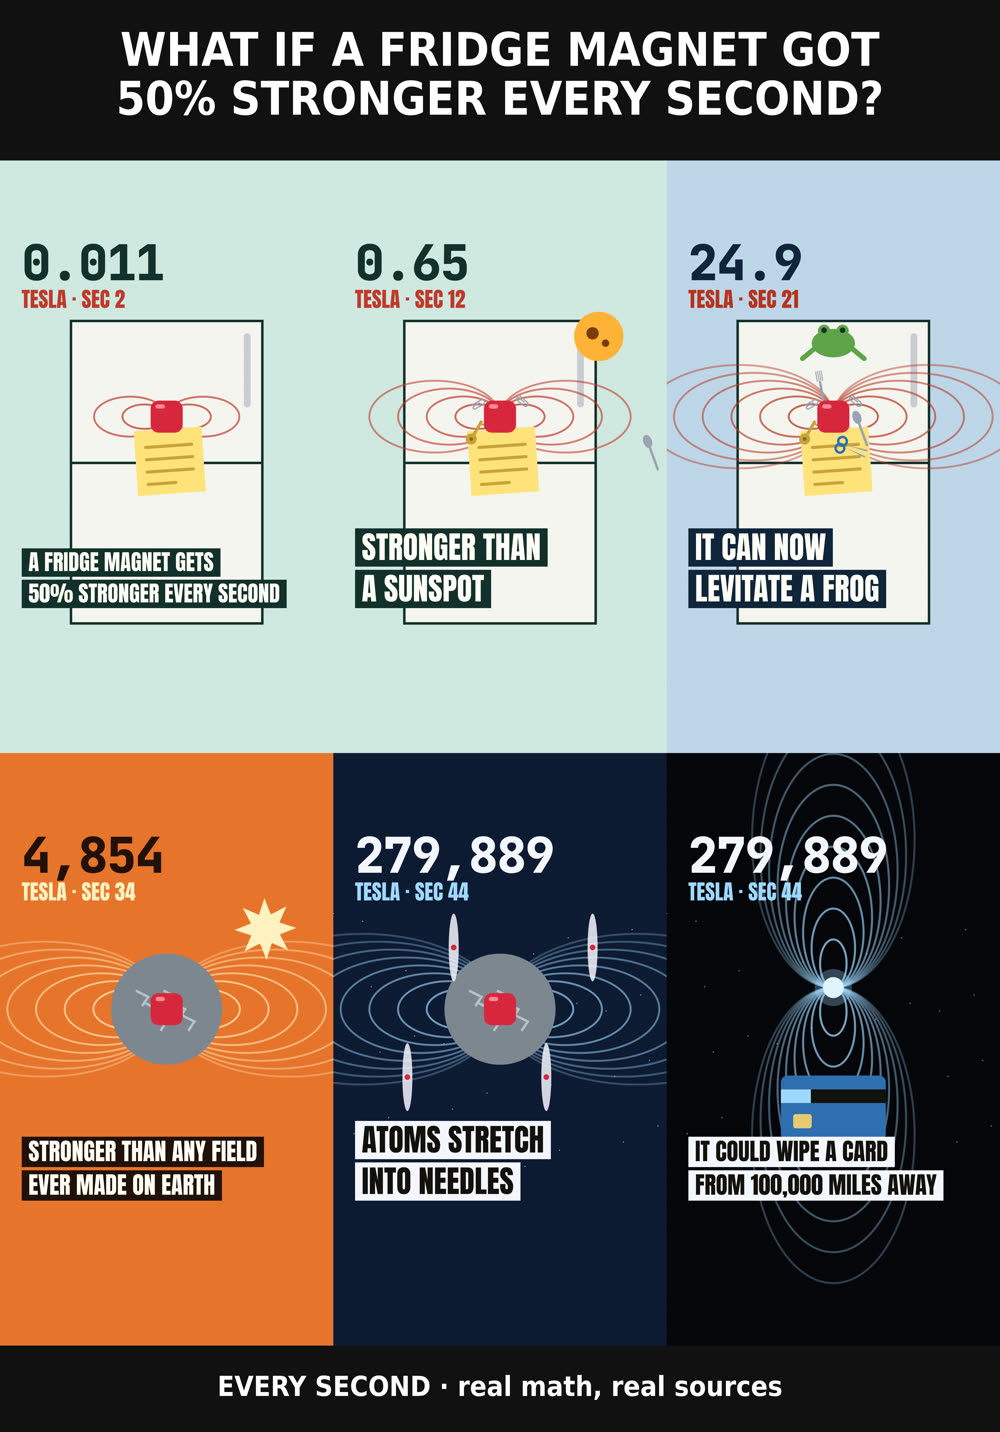 WHAT IF A FRIDGE MAGNET GOT
50% STRONGER EVERY SECOND?
0.011
TESLA · SEC 2
A FRIDGE MAGNET GETS
50% STRONGER EVERY SECOND
0.65
TESLA · SEC 12
STRONGER THAN
A SUNSPOT
24.9
TESLA · SEC 21
IT CAN NOW
LEVITATE A FROG
4,854
TESLA · SEC 34
STRONGER THAN ANY FIELD
EVER MADE ON EARTH
279,889
TESLA · SEC 44
ATOMS STRETCH
INTO NEEDLES
279,889
TESLA · SEC 44
IT COULD WIPE A CARD
FROM 100,000 MILES AWAY
EVERY SECOND · real math, real sources